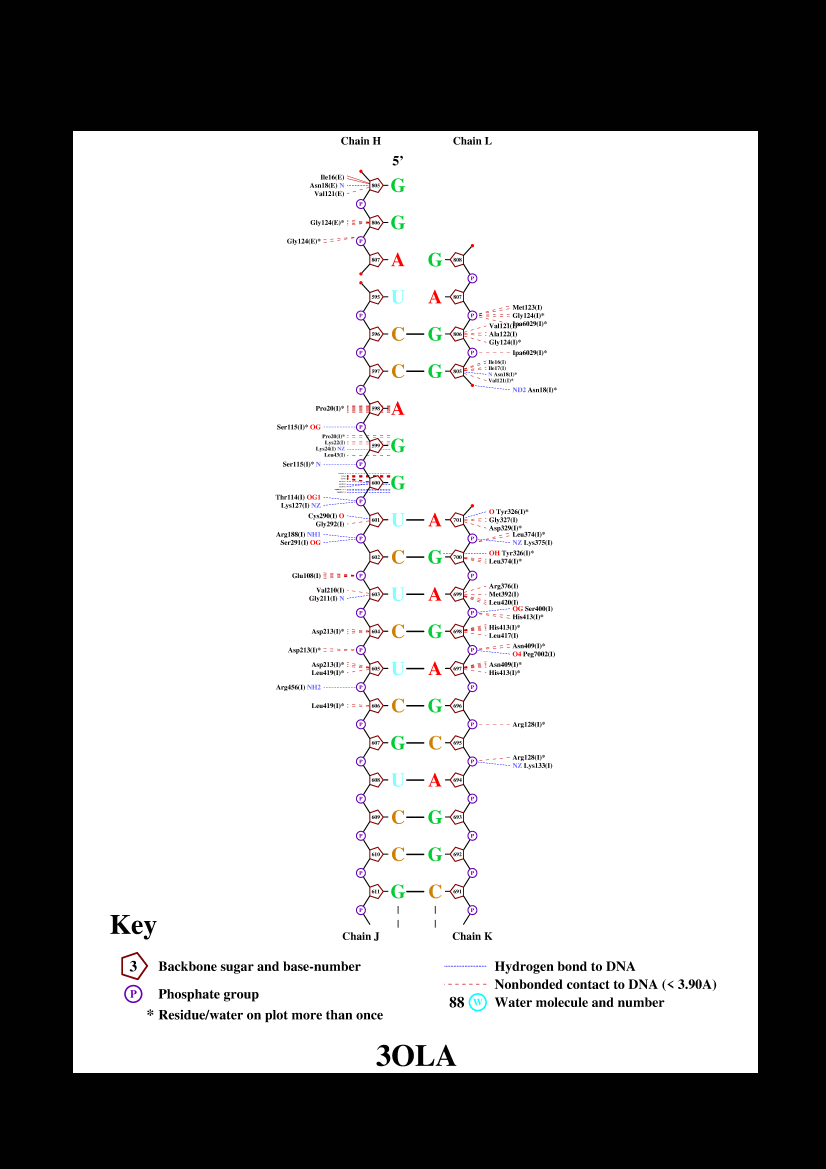 Chain H Chain L
5’
Ile16(E)
Asn18(E) N
Val121(E)
805 G
P
Gly124(E)* 806 G
Gly124(E)* P
807 A G 808
P
595 U A 807
Met123(I)
P P Gly124(I)*
Ipa6029(I)*
Val121(I)*
596 C G 806 Ala122(I)
Gly124(I)*
P P Ipa6029(I)*
Ile16(I)
597 C G 805 Ile17(I)
N Asn18(I)*
Val121(I)*
P ND2 Asn18(I)*
Pro20(I)* 598 A
Ser115(I)* OG P
Pro20(I)*
Lys22(I)
599 G
Lys24(I) NZ
Leu43(I)
Ser115(I)* N P
600 G
Thr114(I) OG1 P
Lys127(I) NZ
Cys290(I) O 601 U A 701 O Tyr326(I)*
Gly292(I) Gly327(I)
Asp329(I)*
Arg188(I) NH1 P P Leu374(I)*
Ser291(I) OG NZ Lys375(I)
602 C G 700 OH Tyr326(I)*
Leu374(I)*
Glu108(I) P P
Val210(I) 603 U A 699 Arg376(I)
Gly211(I) N Met392(I)
Leu420(I)
P P OG Ser400(I)
His413(I)*
Asp213(I)* 604 C G 698 His413(I)*
Leu417(I)
Asp213(I)* P P Asn409(I)*
O4 Peg7002(I)
Asp213(I)* 605 U A 697 Asn409(I)*
Leu419(I)* His413(I)*
Arg456(I) NH2 P P
Leu419(I)* 606 C G 696
P P Arg128(I)*
607 G C 695
P P Arg128(I)*
NZ Lys133(I)
608 U A 694
P P
609 C G 693
P P
610 C G 692
P P
611 G C 691
P P
Chain J Chain K
Key
3 Backbone sugar and base-number
P Phosphate group
* Residue/water on plot more than once
Hydrogen bond to DNA
Nonbonded contact to DNA (< 3.90A)
88 W Water molecule and number
3OLA